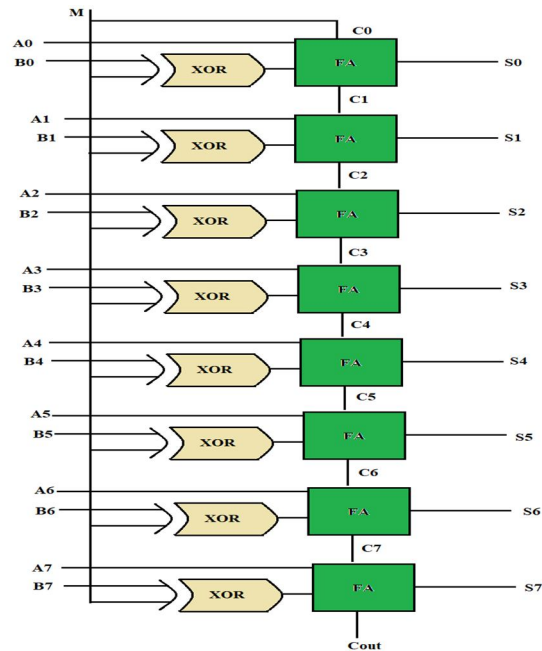 M
C0
A0
B0
XOR
FA
S0
C1
A1
B1
XOR
FA
S1
C2
A2
B2
XOR
FA
S2
C3
A3
B3
XOR
FA
S3
C4
A4
B4
XOR
FA
S4
C5
A5
B5
XOR
FA
S5
C6
A6
B6
XOR
FA
S6
C7
A7
B7
XOR
FA
S7
Cout